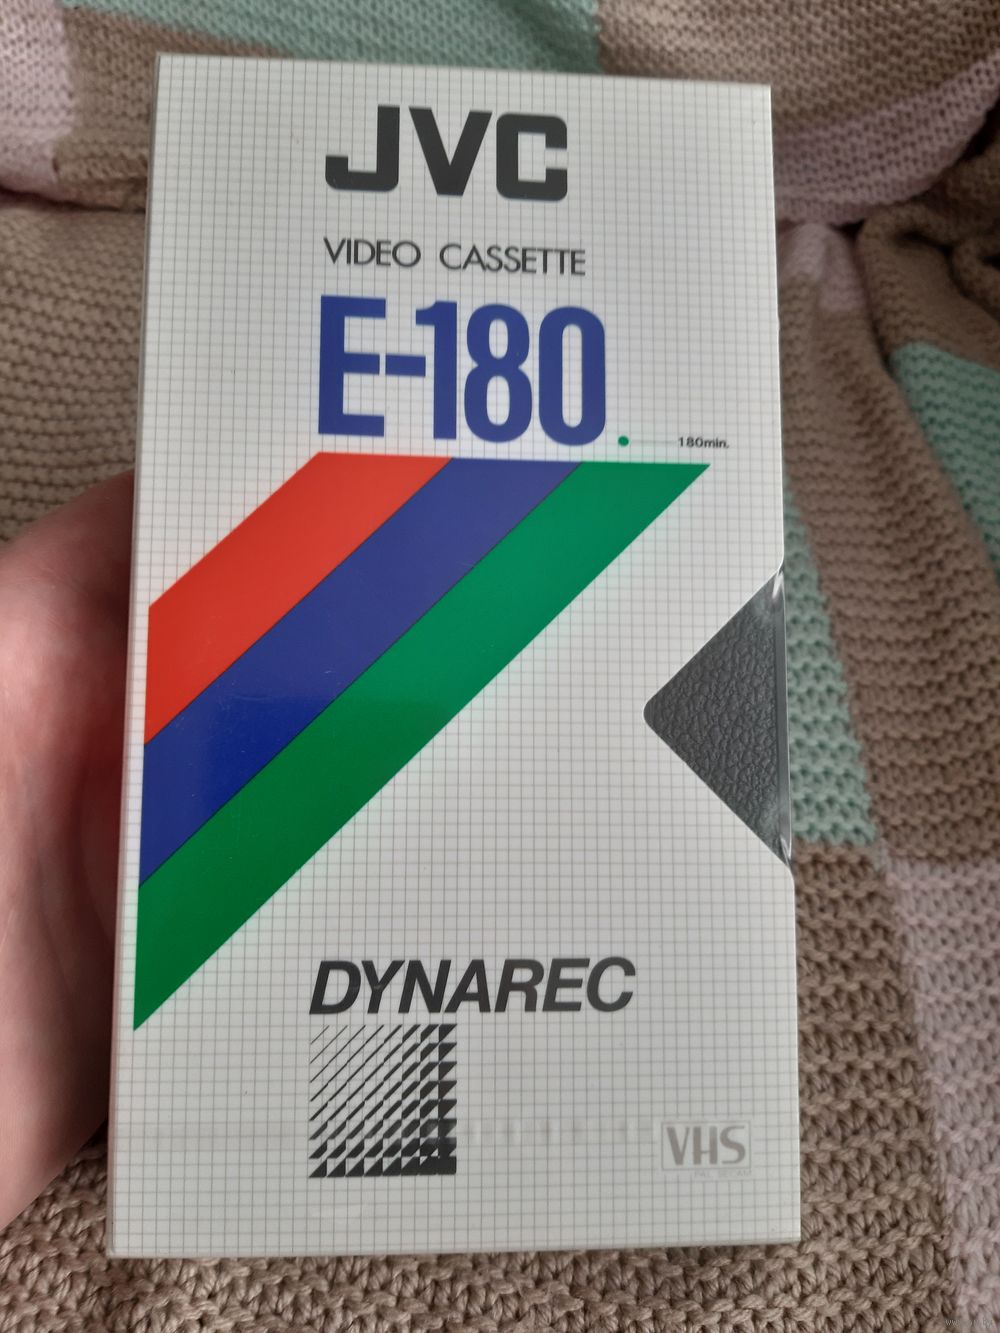 JVC
VIDEO CASSETTE
E-180
180min.
DYNAREC
VHS